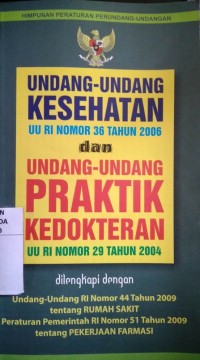 HIMPUNAN PERATURAN PERUNDANG-UNDANGAN
UNDANG-UNDANG
KESEHATAN
UU RI NOMOR 36 TAHUN 2006
dan
UNDANG-UNDANG
PRAKTIK
KEDOKTERAN
UU RI NOMOR 29 TAHUN 2004
dilengkapi dengan
Undang-Undang RI Nomor 44 Tahun 2009
tentang RUMAH SAKIT
Peraturan Pemerintah RI Nomor 51 Tahun 2009
tentang PEKERJAAN FARMASI